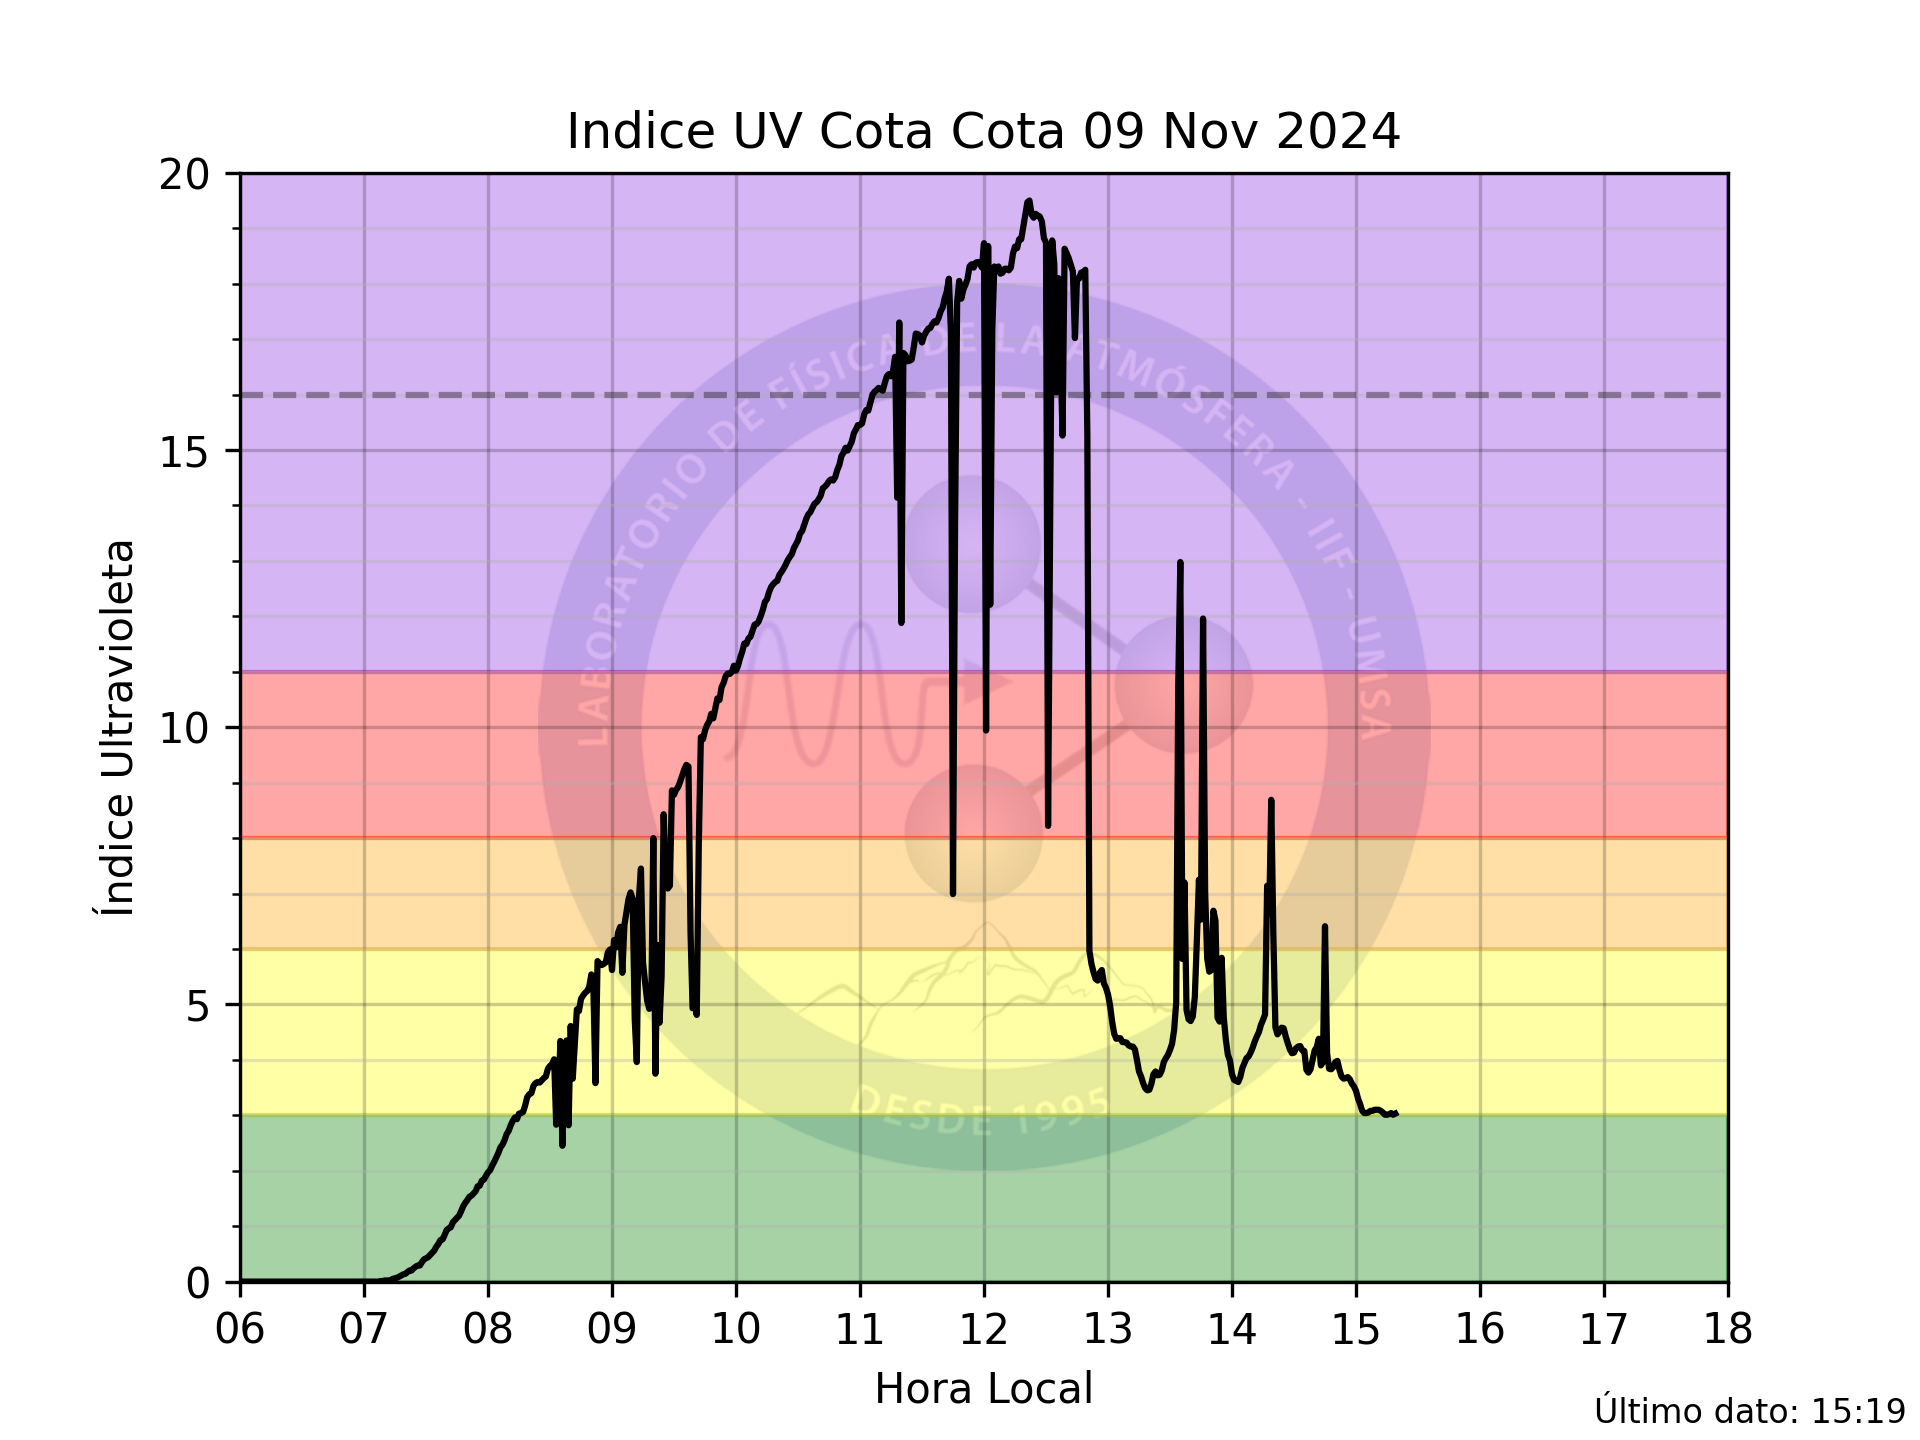 Indice UV Cota Cota 09 Nov 2024
20
15
10
5
0
Índice Ultravioleta
LABORATORIO DE FÍSICA DE LA ATMÓSFERA - IIF - UMSA
DESDE 1995
06 07 08 09 10 11 12 13 14 15 16 17 18
Hora Local
Último dato: 15:19